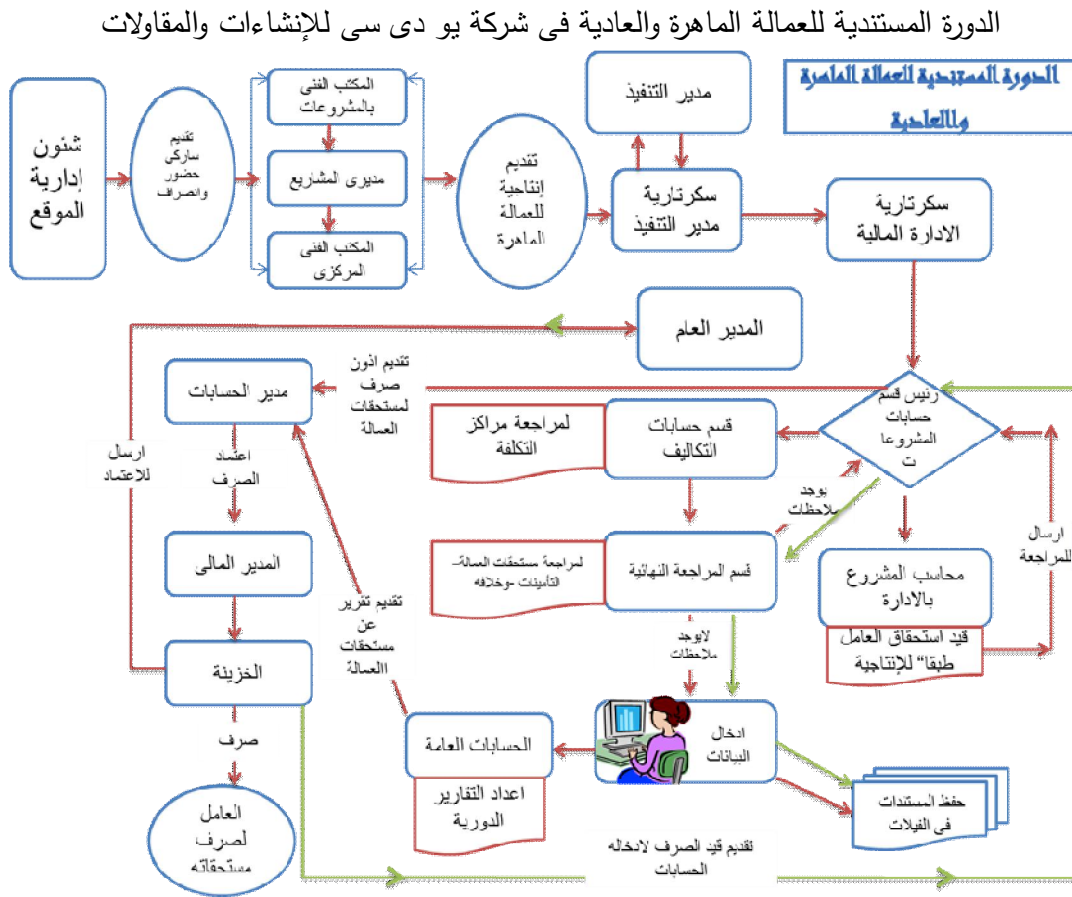 الدورة المستندية للعمالة الماهرة والعادية فى شركة يو دى سى للإنشاءات والمقاولات
الدورة المستندية للعمالة الماهرة
والعادية
شئون
إدارية
الموقع
تقديم
ساركي
حضور
وانصراف
المكتب الفنى
بالمشروعات
مديرى المشاريع
المكتب الفنى
المركزى
تقديم
إنتاجية
للعمالة
الماهرة
مدير التنفيذ
سكرتارية
مدير التنفيذ
سكرتارية
الادارة المالية
المدير العام
رئيس قسم
حسابات
المشروعا
ت
تقديم اذون
صرف
لمستحقات
العمالة
مدير الحسابات
قسم حسابات
التكاليف
لمراجعة مراكز
التكلفة
ارسال
للاعتماد
اعتماد
الصرف
يوجد
ملاحظات
ارسال
للمراجعة
المدير المالى
قسم المراجعة النهائية
لمراجعة مستحقات العمالة–
التأمينات -وخلافه
محاسب المشروع
بالادارة
قيد استحقاق العامل
طبقا“ للإنتاجية
تقديم تقرير
عن
مستحقات
االعمالة
لايوجد
ملاحظات
الخزينة
صرف
الحسابات العامة
اعداد التقارير
الدورية
ادخال
البيانات
حفظ المستندات
فى الفيلات
العامل
لصرف
مستحقاته
تقديم قيد الصرف لادخاله
الحسابات